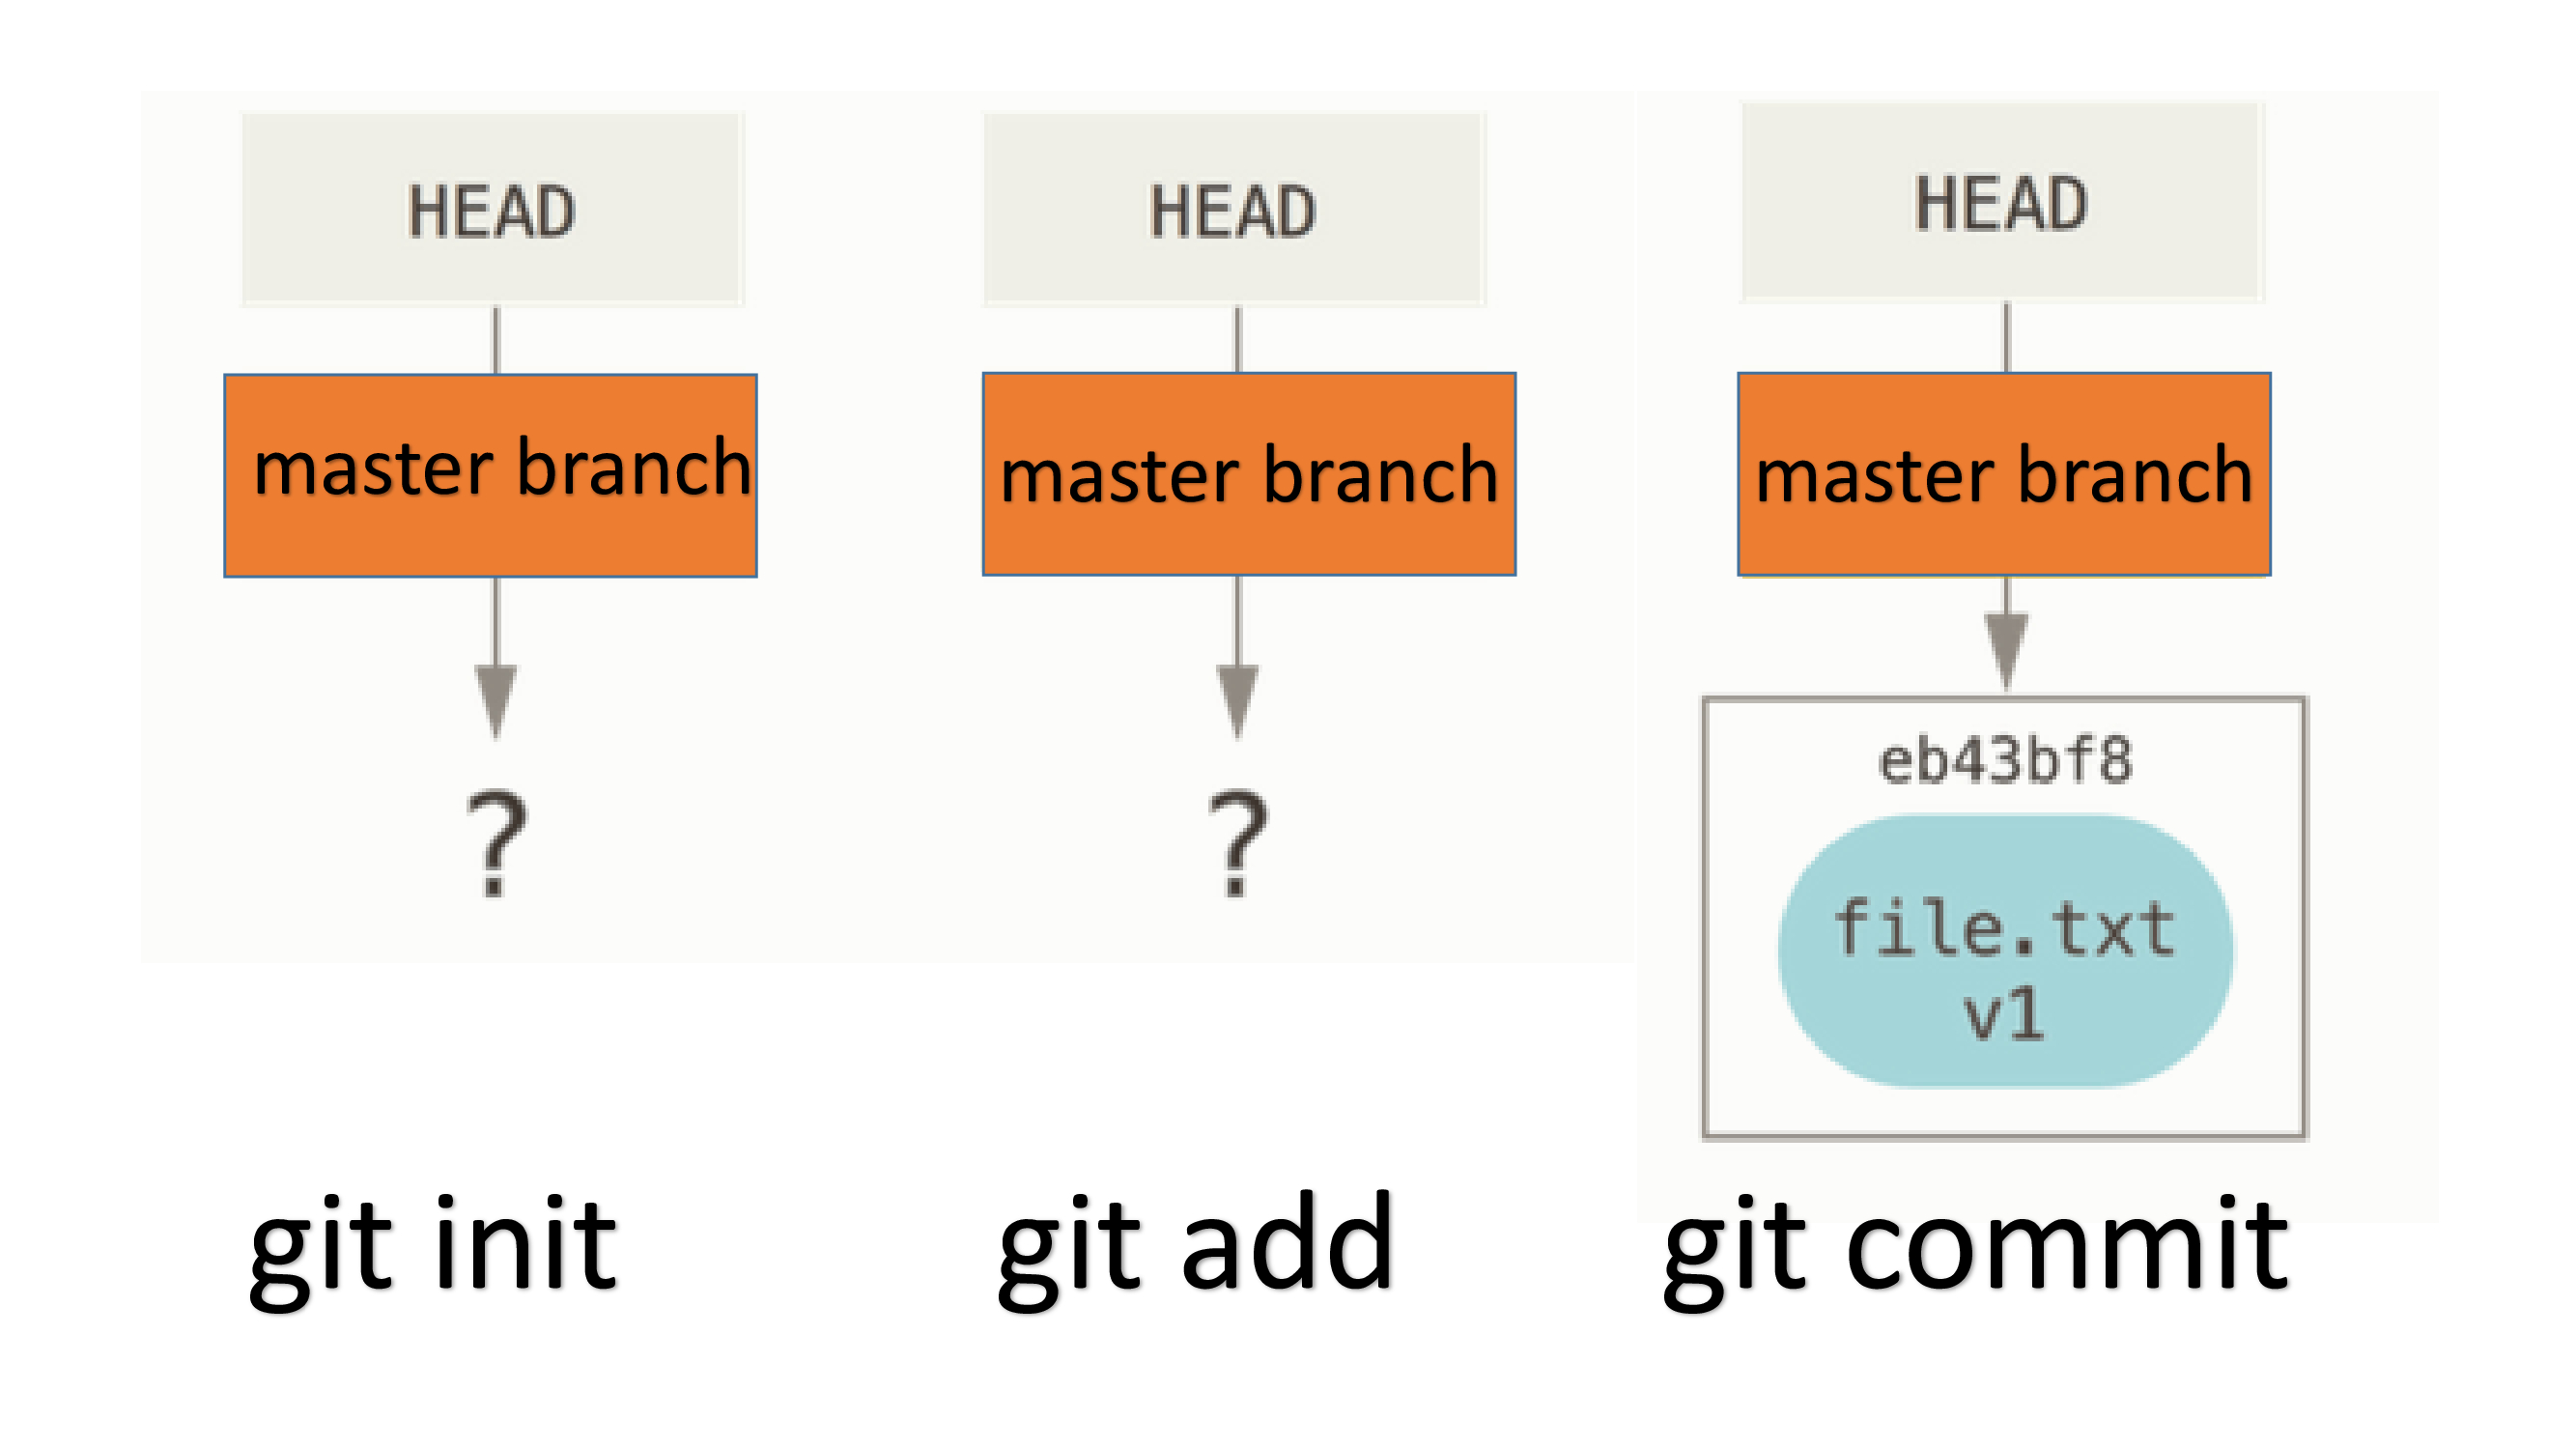 HEAD
master branch
?
git init
HEAD
master branch
?
git add
HEAD
master branch
eb43bf8
file.txt
v1
git commit